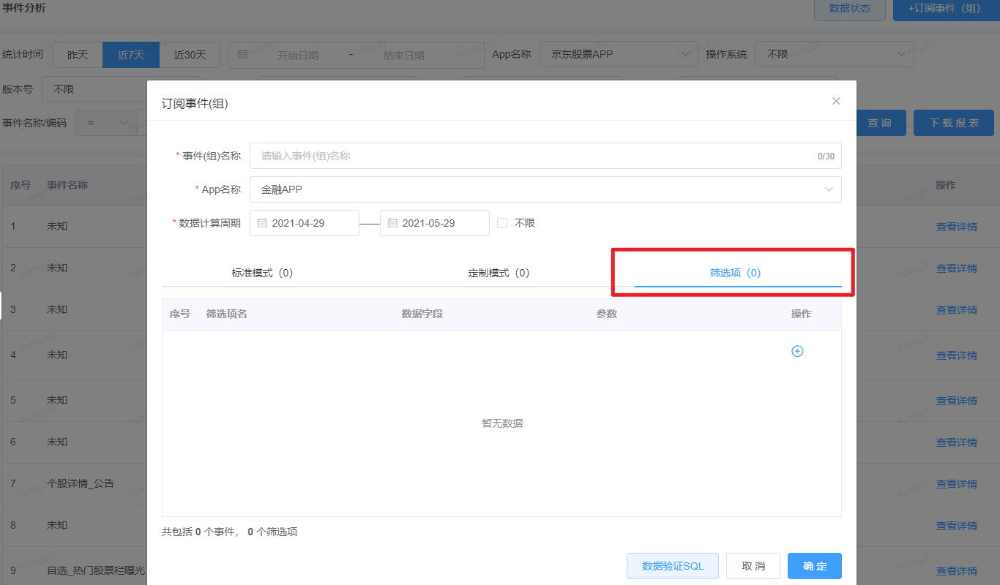 事件分析
数据状态
+订阅事件（组）
统计时间 昨天 近7天 近30天 开始日期 - 结束日期 App名称 京东股票APP 操作系统 不限
版本号 不限
事件名称/编码 =
查 询 下 载 报 表
订阅事件(组)
* 事件(组)名称 请输入事件(组)名称 0/30
* App名称 金融APP
* 数据计算周期 2021-04-29 —— 2021-05-29 不限
标准模式（0） 定制模式（0） 筛选项（0）
序号 筛选项名 数据字段 参数 操作
暂无数据
共包括 0 个事件， 0 个筛选项
数据验证SQL 取 消 确 定
序号 事件名称 操作
1 未知 查看详情
2 未知 查看详情
3 未知 查看详情
4 未知 查看详情
5 未知 查看详情
6 未知 查看详情
7 个股详情_公告 查看详情
8 未知 查看详情
9 自选_热门股票栏曝光 查看详情
liyang283